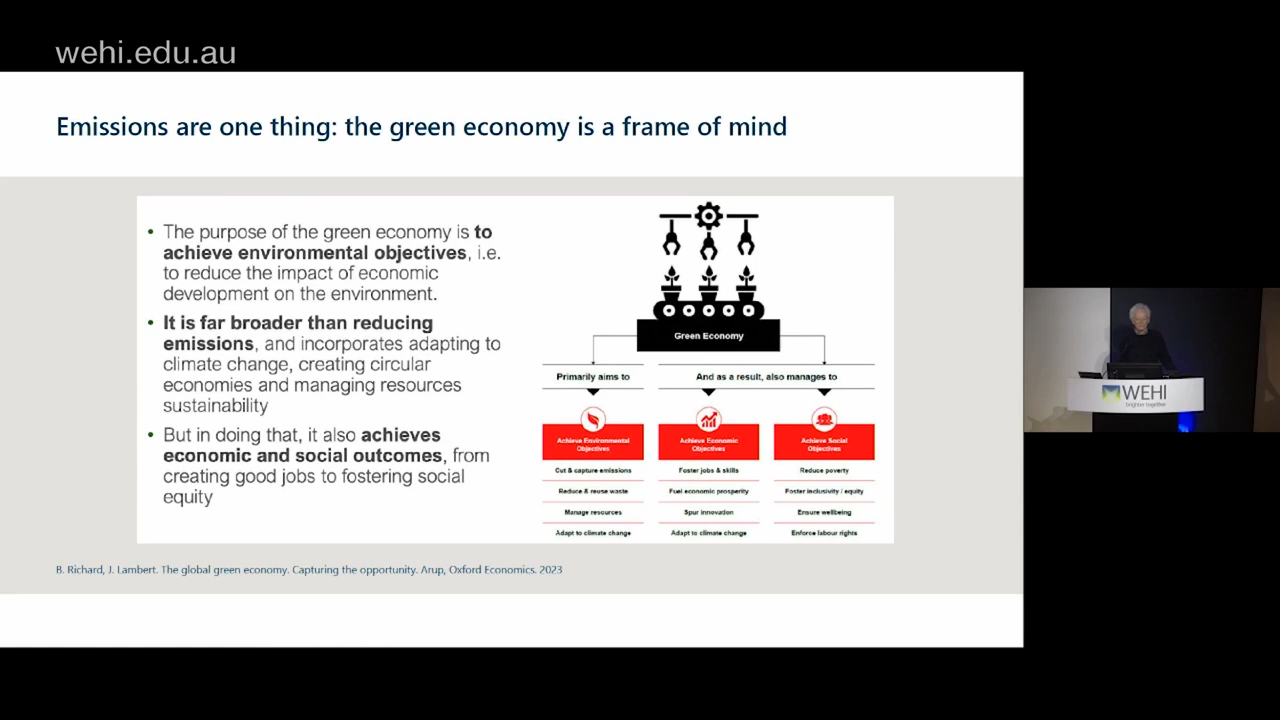 wehi.edu.au
Emissions are one thing: the green economy is a frame of mind
• The purpose of the green economy is to
achieve environmental objectives, i.e.
to reduce the impact of economic
development on the environment.
• It is far broader than reducing
emissions, and incorporates adapting to
climate change, creating circular
economies and managing resources
sustainability
• But in doing that, it also achieves
economic and social outcomes, from
creating good jobs to fostering social
equity
Green Economy
Primarily aims to
And as a result, also manages to
Achieve Environmental
Objectives
Cut & capture emissions
Reduce & reuse waste
Manage resources
Adapt to climate change
Achieve Economic
Objectives
Foster jobs & skills
Fuel economic prosperity
Spur innovation
Adapt to climate change
Achieve Social
Objectives
Reduce poverty
Foster inclusivity / equity
Ensure wellbeing
Enforce labour rights
B. Richard, J. Lambert. The global green economy. Capturing the opportunity. Arup, Oxford Economics. 2023
WEHI
brighter together